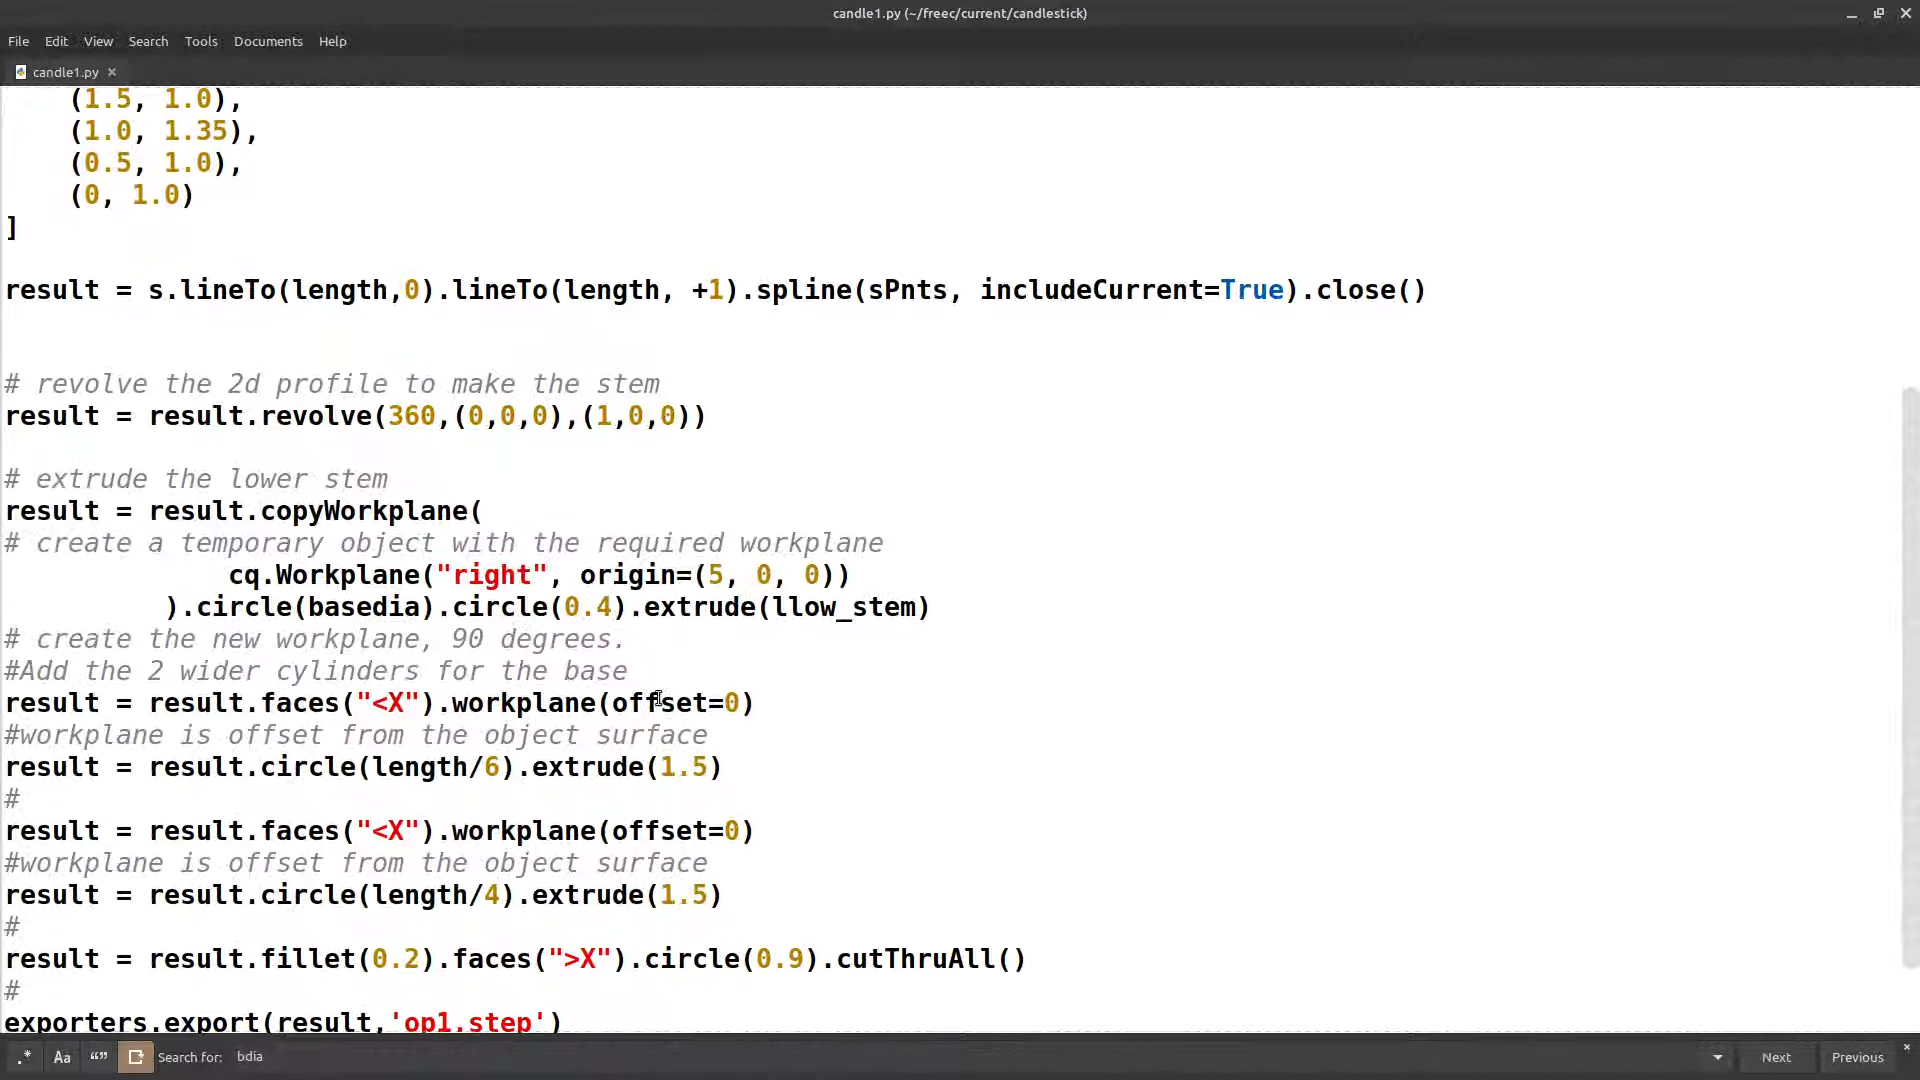 candle1.py (~/freec/current/candlestick)
File Edit View Search Tools Documents Help
candle1.py
(1.5, 1.0),
(1.0, 1.35),
(0.5, 1.0),
(0, 1.0)
]
result = s.lineTo(length,0).lineTo(length, +1).spline(sPnts, includeCurrent=True).close()
# revolve the 2d profile to make the stem
result = result.revolve(360,(0,0,0),(1,0,0))
# extrude the lower stem
result = result.copyWorkplane(
# create a temporary object with the required workplane
cq.Workplane("right", origin=(5, 0, 0))
).circle(basedia).circle(0.4).extrude(llow_stem)
# create the new workplane, 90 degrees.
#Add the 2 wider cylinders for the base
result = result.faces("<X").workplane(offset=0)
#workplane is offset from the object surface
result = result.circle(length/6).extrude(1.5)
#
result = result.faces("<X").workplane(offset=0)
#workplane is offset from the object surface
result = result.circle(length/4).extrude(1.5)
#
result = result.fillet(0.2).faces(">X").circle(0.9).cutThruAll()
#
exporters.export(result,'op1.step')
.* Aa “” Search for: bdia Next Previous